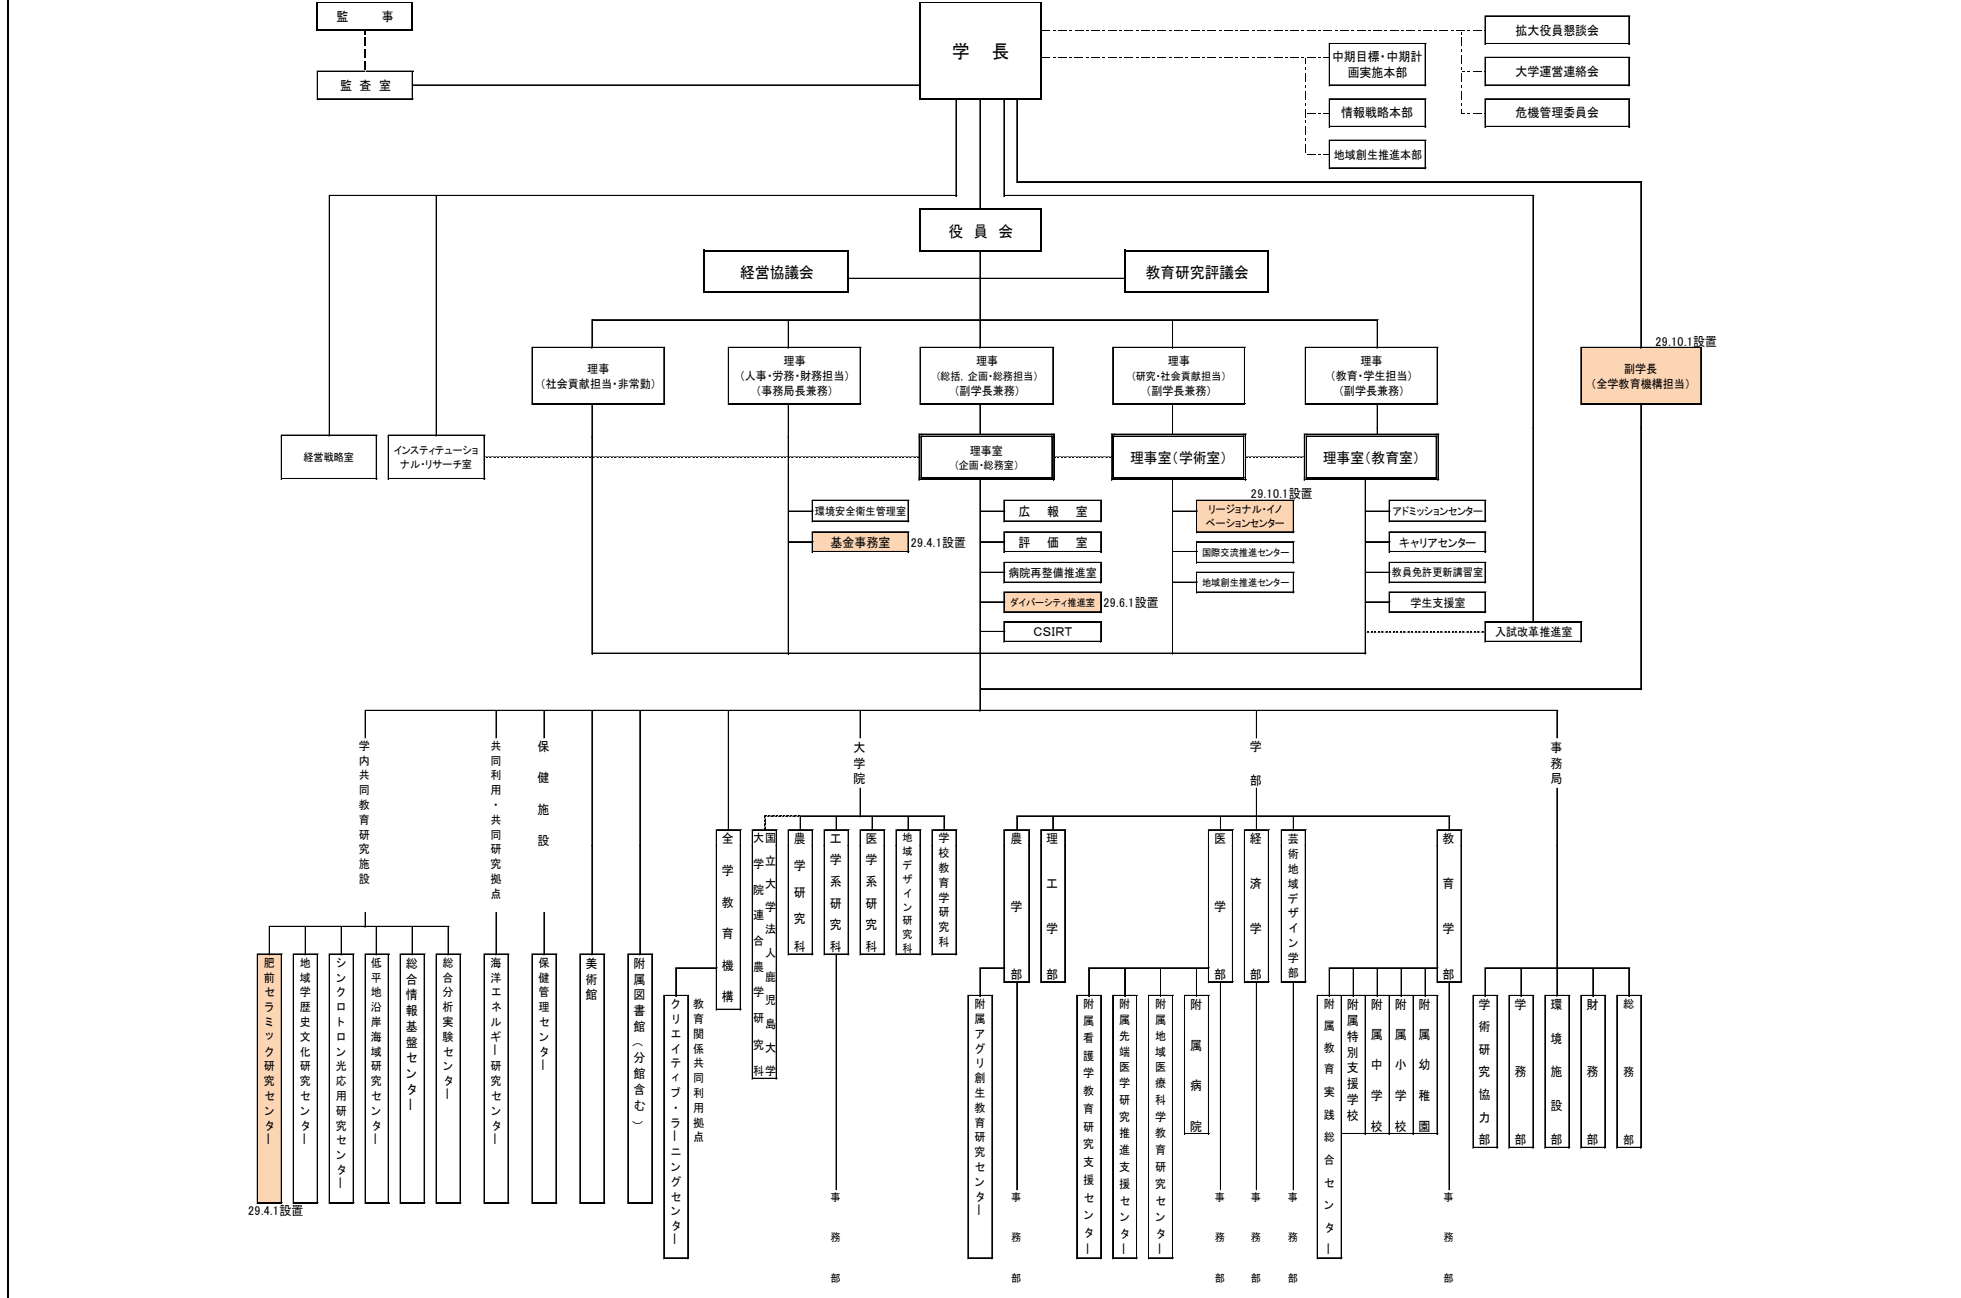 監　事
学　長
拡大役員懇談会
中期目標・中期計
画実施本部
大学運営連絡会
監 査 室
情報戦略本部
危機管理委員会
地域創生推進本部
役 員 会
経営協議会
教育研究評議会
29.10.1設置
理事
（社会貢献担当・非常勤）
理事
（人事・労務・財務担当）
（事務局長兼務）
理事
（総括，企画・総務担当）
（副学長兼務）
理事
（研究・社会貢献担当）
（副学長兼務）
理事
（教育・学生担当）
（副学長兼務）
副学長
（全学教育機構担当）
経営戦略室
インスティテューショ
ナル・リサーチ室
理事室
（企画・総務室）
理事室（学術室）
理事室（教育室）
29.10.1設置
環境安全衛生管理室
広　報　室
リージョナル・イノ
ベーションセンター
アドミッションセンター
基金事務室
29.4.1設置
評　価　室
国際交流推進センター
キャリアセンター
病院再整備推進室
地域創生推進センター
教員免許更新講習室
ダイバーシティ推進室
29.6.1設置
学生支援室
CSIRT
入試改革推進室
学内共同教育研究施設
共同利用・共同研究拠点
保健施設
大学院
学部
事務局
全学教育機構
国立大学法人鹿児島大学
大学院連合農学研究科
農学研究科
工学系研究科
医学系研究科
地域デザイン研究科
学校教育学研究科
農学部
理工学部
医学部
経済学部
芸術地域デザイン学部
教育学部
肥前セラミック研究センター
地域学歴史文化研究センター
シンクロトロン光応用研究センター
低平地沿岸海域研究センター
総合情報基盤センター
総合分析実験センター
海洋エネルギー研究センター
保健管理センター
美術館
附属図書館（分館含む）
教育関係共同利用拠点
クリエイティブ・ラーニングセンター
附属アグリ創生教育研究センター
附属看護学教育研究支援センター
附属先端医学研究推進支援センター
附属地域医療科学教育研究センター
附属病院
附属教育実践総合センター
附属特別支援学校
附属中学校
附属小学校
附属幼稚園
学術研究協力部
学務部
環境施設部
財務部
総務部
29.4.1設置
事務部
事務部
事務部
事務部
事務部
事務部